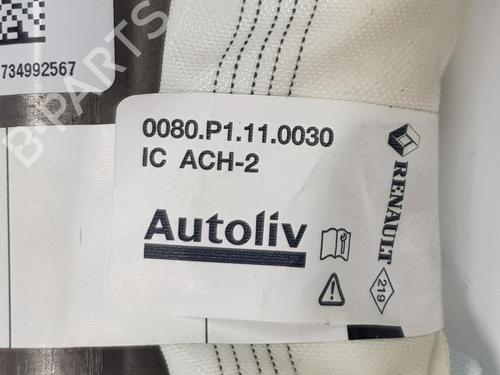 734992567
B-PARTS
0080.P1.11.0030
IC ACH-2
Autoliv
RENAULT
219